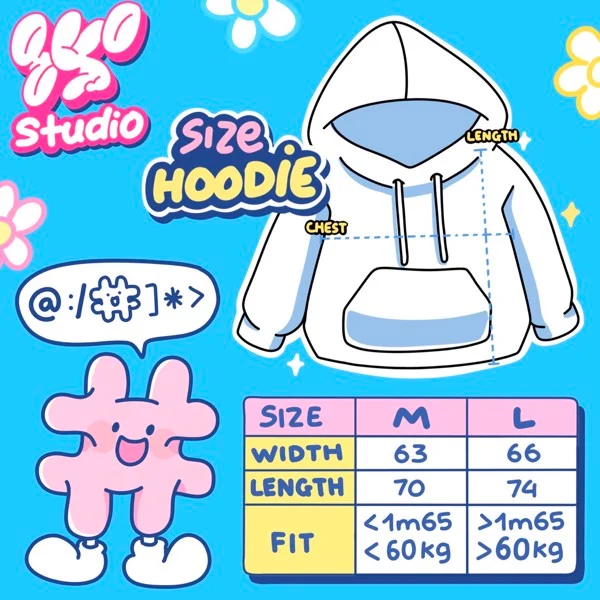 Studio
SIZE
HOODIE
LENGTH
CHEST
@:/#]*>
SIZE M L
WIDTH 63 66
LENGTH 70 74
FIT <1m65 >1m65
<60kg >60kg